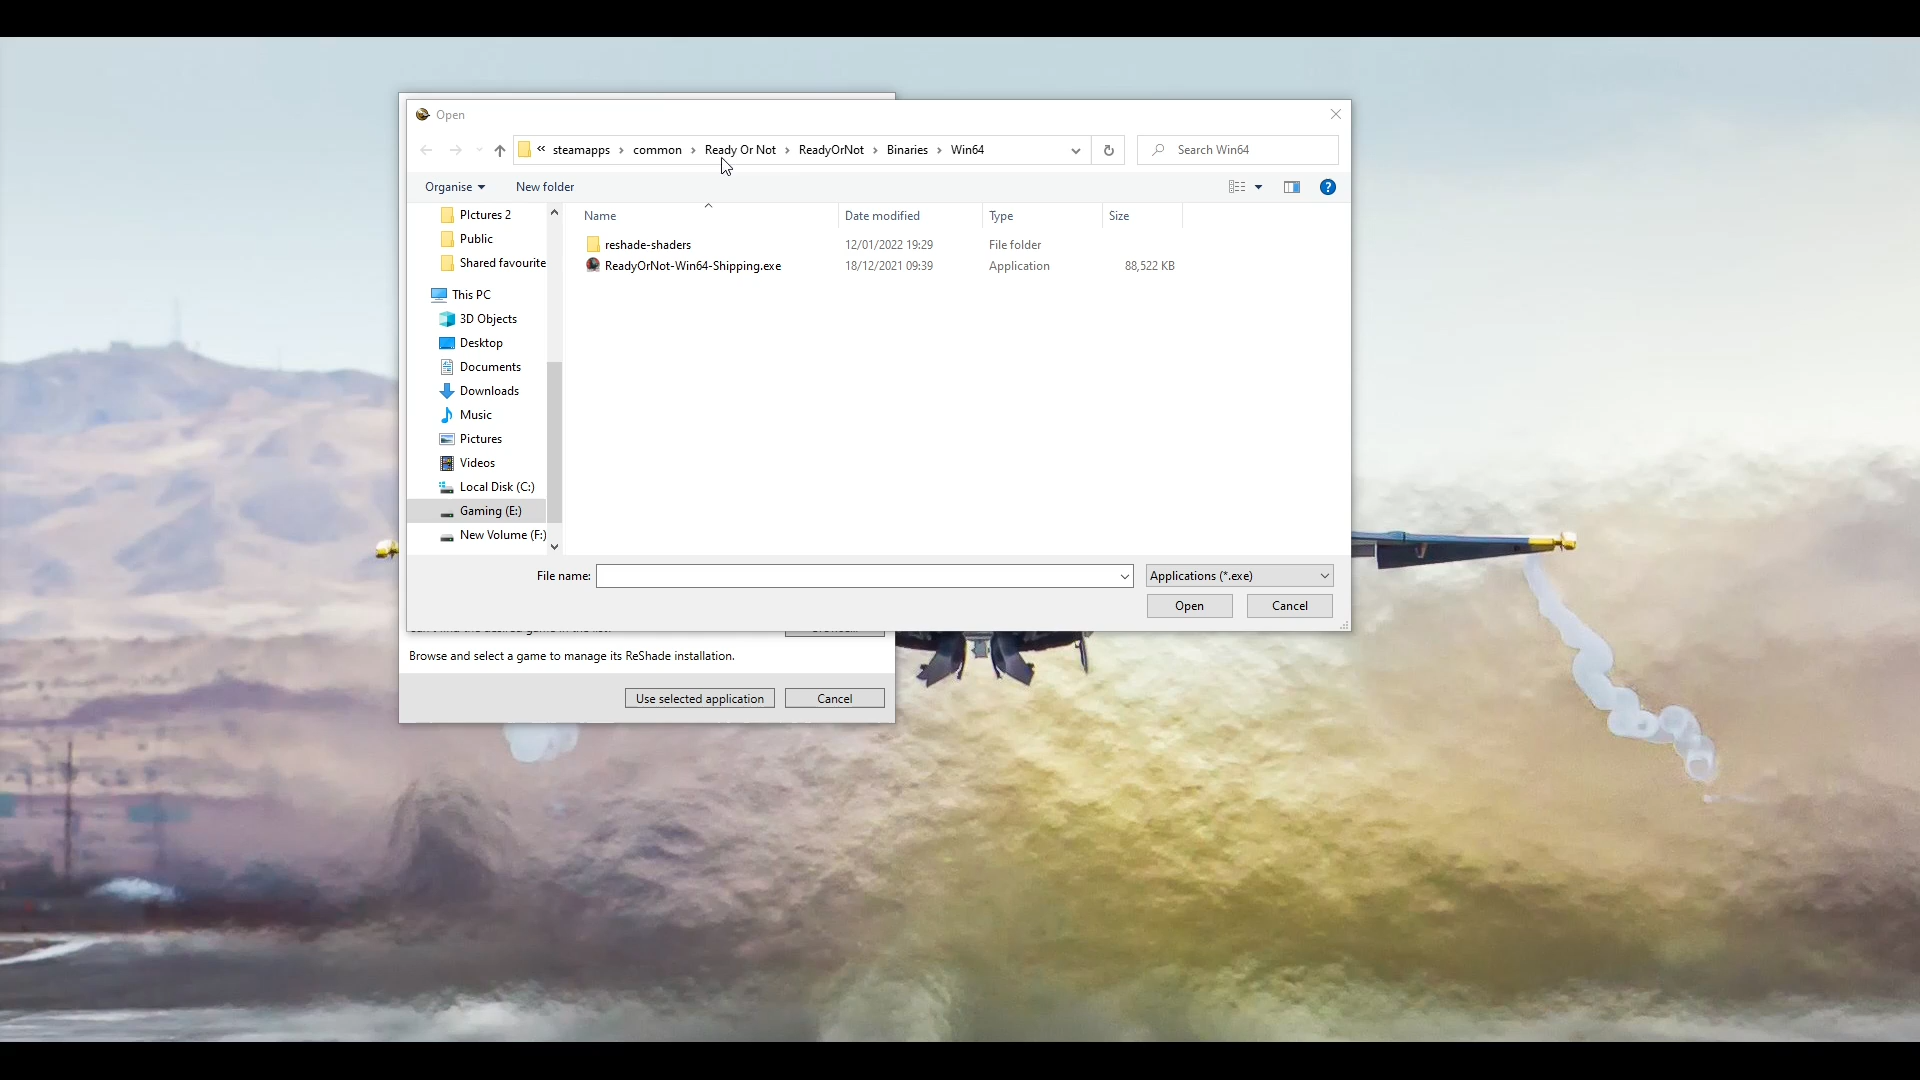 Open
« steamapps › common › Ready Or Not › ReadyOrNot › Binaries › Win64
Search Win64
Organise
New folder
?
PIctures 2
Public
Shared favourite
This PC
3D Objects
Desktop
Documents
Downloads
Music
Pictures
Videos
Local Disk (C:)
Gaming (E:)
New Volume (F:)
Name Date modified Type Size
reshade-shaders 12/01/2022 19:29 File folder
ReadyOrNot-Win64-Shipping.exe 18/12/2021 09:39 Application 88,522 KB
File name:
Applications (*.exe)
Open Cancel
Browse and select a game to manage its ReShade installation.
Use selected application Cancel